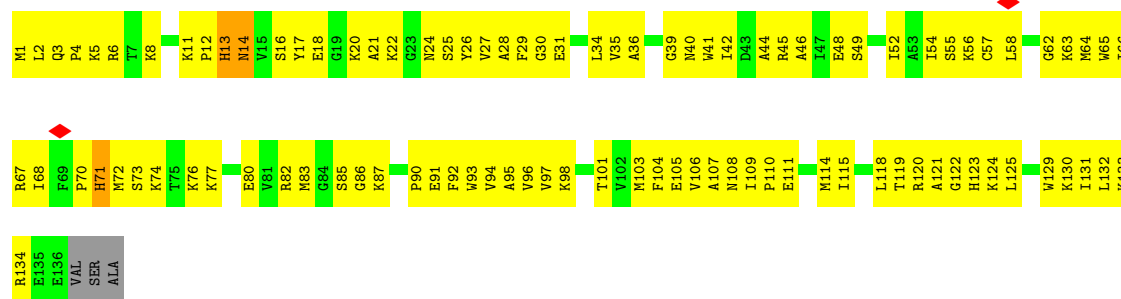 M1 L2 Q3 P4 K5 R6 T7 K8 K11 P12 H13 N14 V15 S16 Y17 E18 G19 K20 A21 K22 G23 N24 S25 Y26 V27 A28 F29 G30 E31 L34 V35 A36 G39 N40 W41 I42 D43 A44 R45 A46 I47 E48 S49 I52 A53 I54 S55 K56 C57 L58 G62 K63 M64 W65
R67 I68 F69 P70 H71 M72 S73 K74 T75 K76 K77 E80 V81 R82 M83 G84 S85 G86 K87 P90 E91 F92 W93 V94 A95 V96 V97 K98 T101 V102 M103 F104 E105 V106 A107 N108 I109 P110 E111 M114 I115 L118 T119 R120 A121 G122 H123 K124 L125 W129 K130 I131 L132
R134 E135 E136 VAL SER ALA